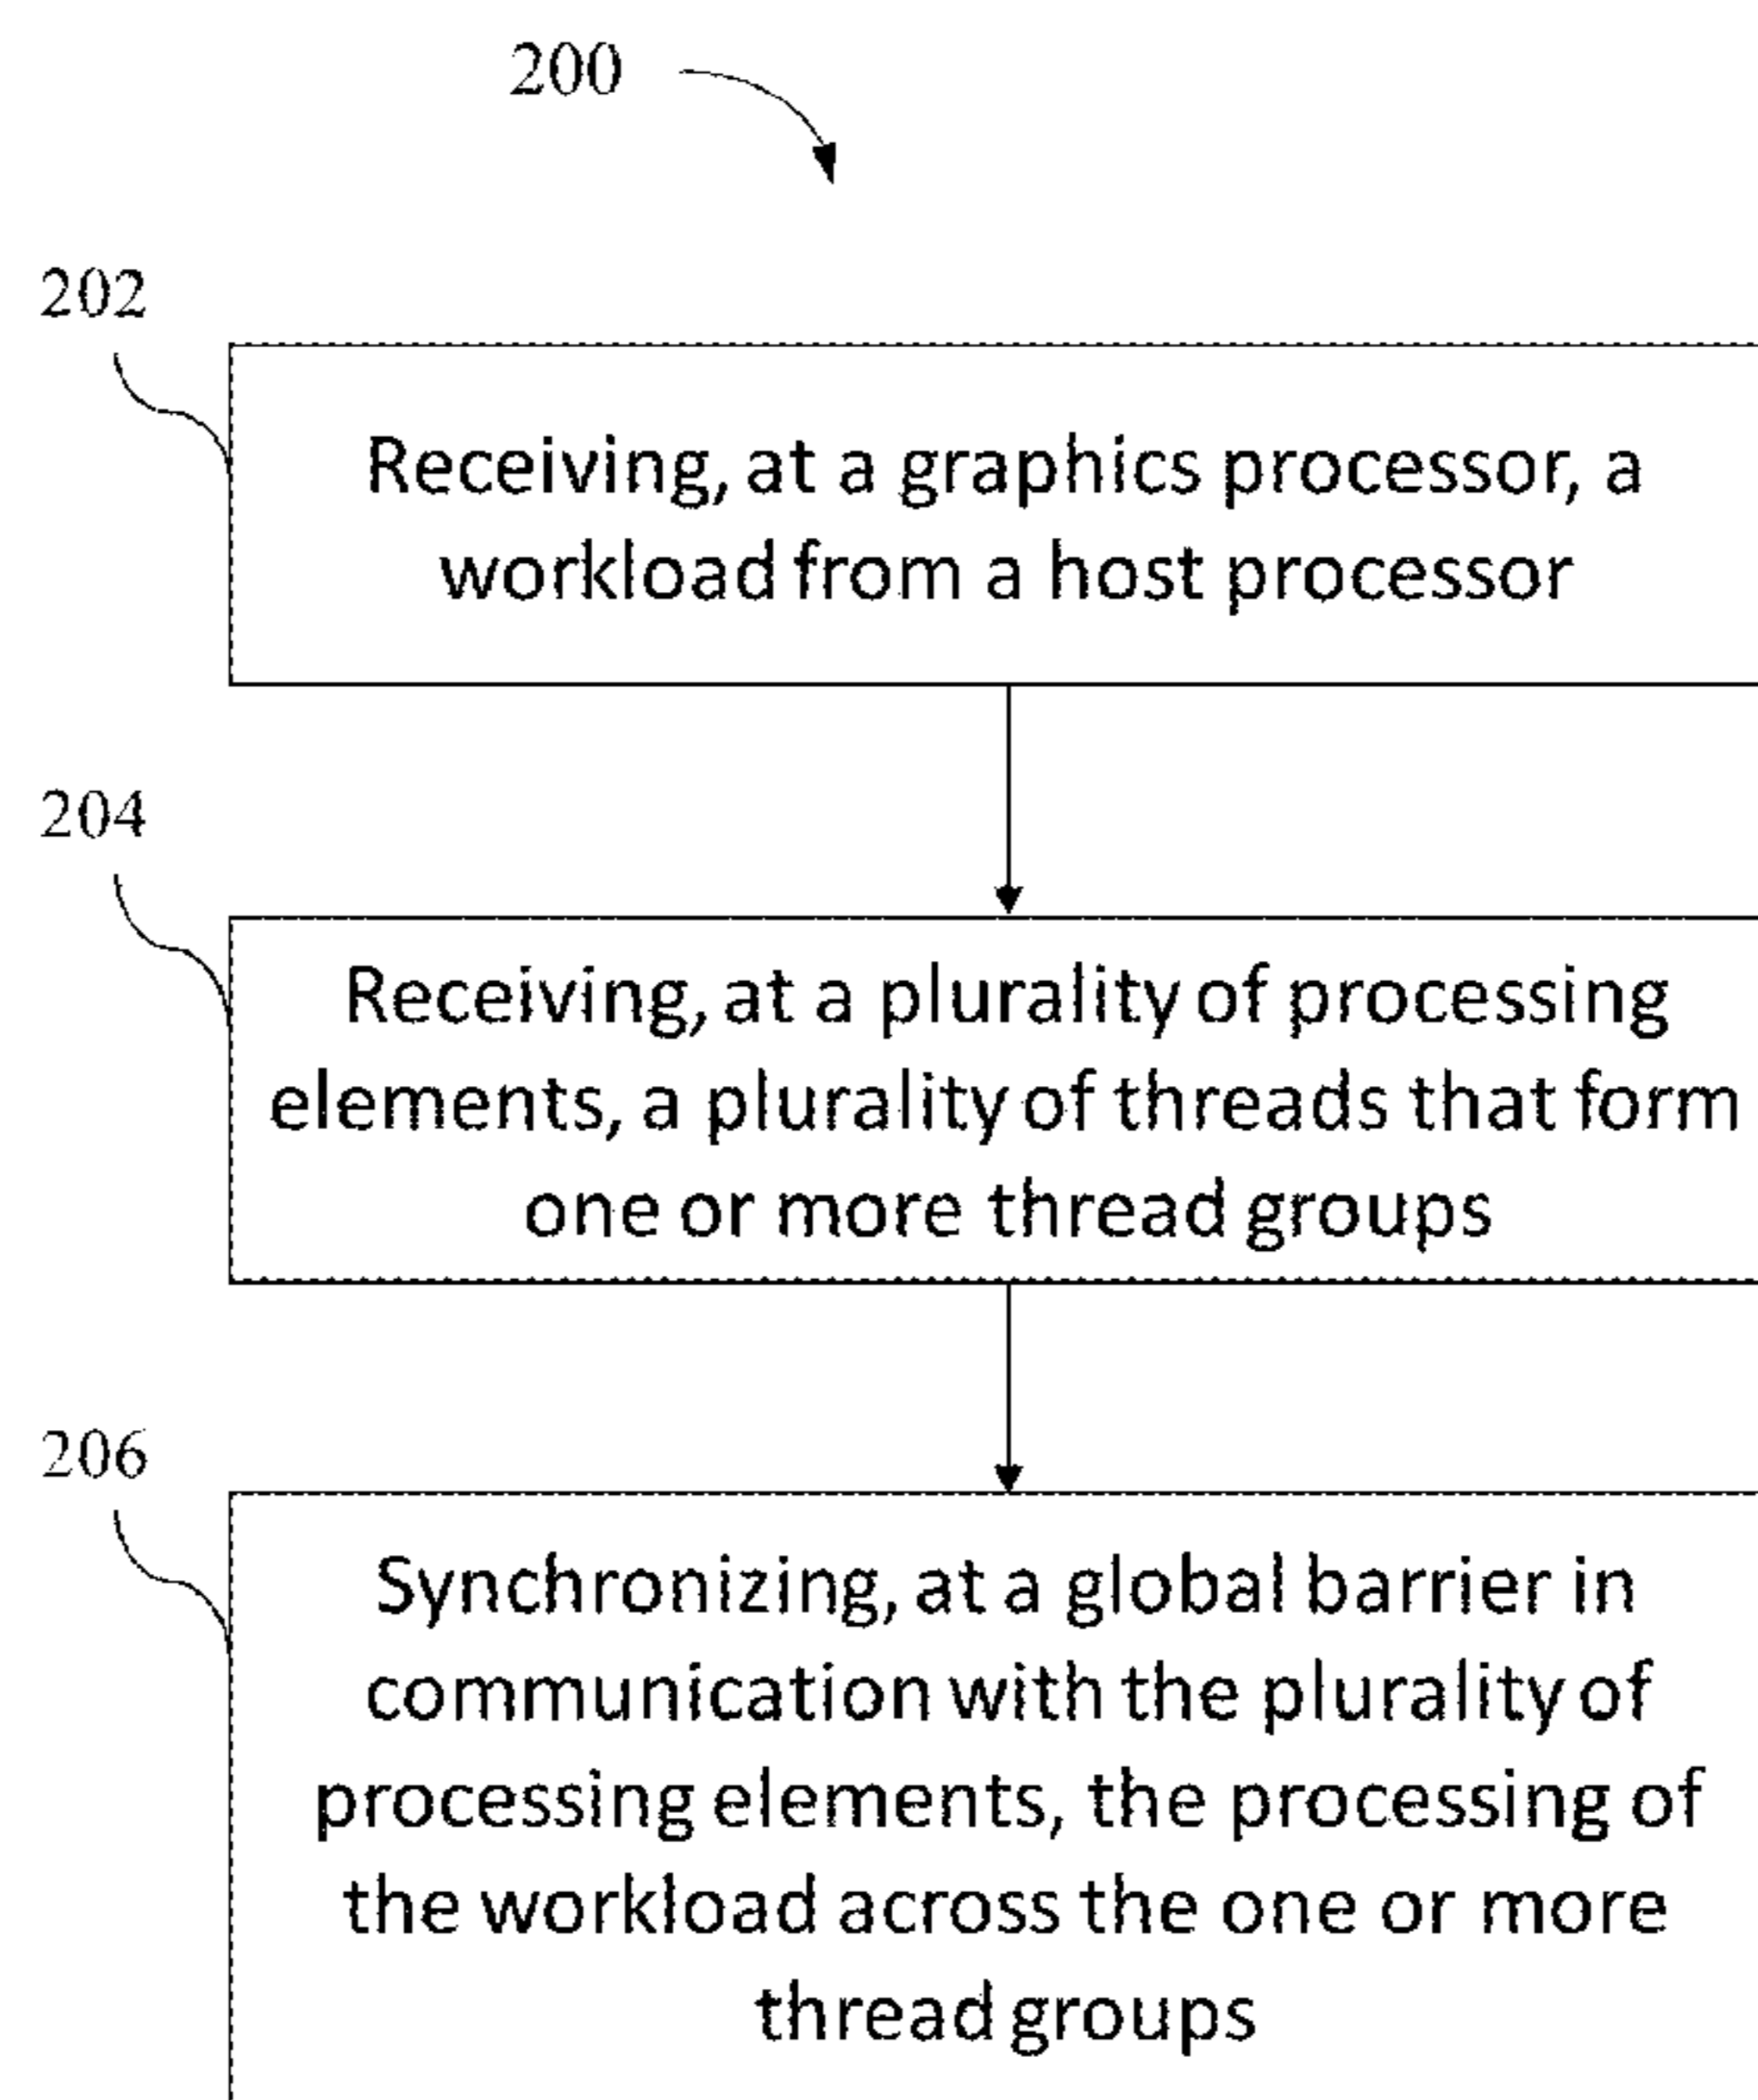 200
202
Receiving, at a graphics processor, a
workload from a host processor
204
Receiving, at a plurality of processing
elements, a plurality of threads that form
one or more thread groups
206
Synchronizing, at a global barrier in
communication with the plurality of
processing elements, the processing of
the workload across the one or more
thread groups